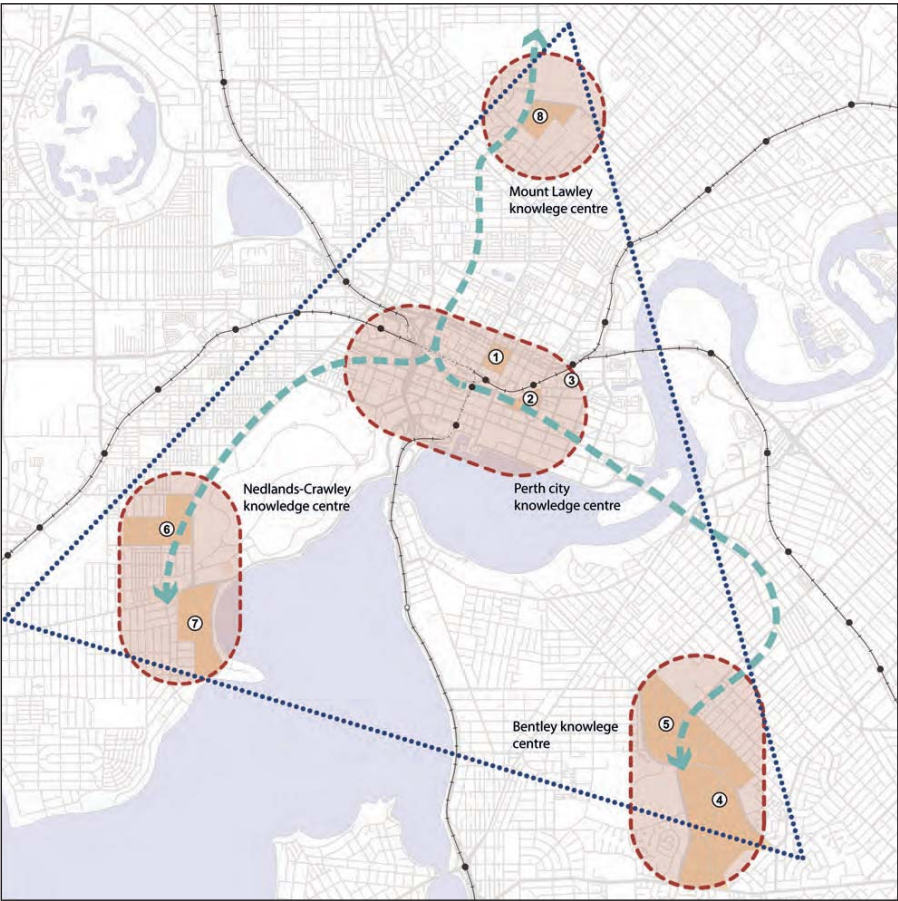 8
Mount Lawley
knowlege centre
1
3
2
Nedlands-Crawley
knowledge centre
Perth city
knowledge centre
6
7
Bentley knowlege
centre
5
4